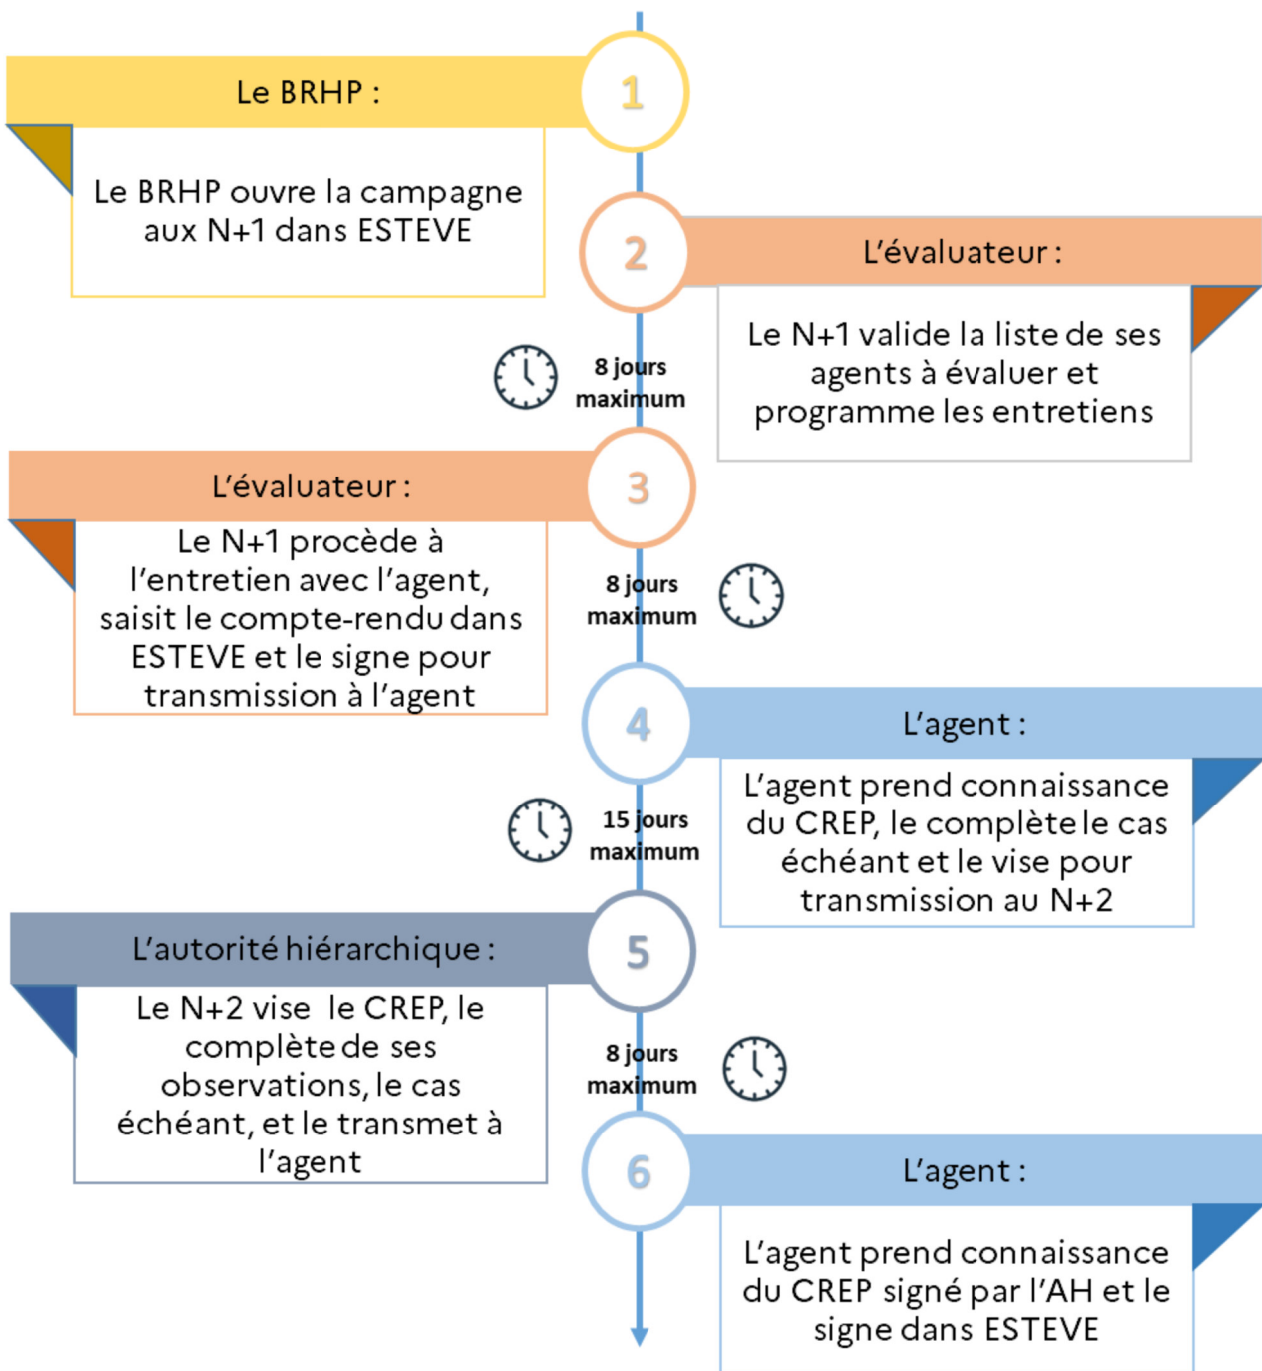 1
Le BRHP :
Le BRHP ouvre la campagne
aux N+1 dans ESTEVE
2
L'évaluateur :
Le N+1 valide la liste de ses
agents à évaluer et
programme les entretiens
8 jours
maximum
3
L'évaluateur :
Le N+1 procède à
l'entretien avec l'agent,
saisit le compte-rendu dans
ESTEVE et le signe pour
transmission à l'agent
8 jours
maximum
4
L'agent :
L'agent prend connaissance
du CREP, le complète le cas
échéant et le vise pour
transmission au N+2
15 jours
maximum
5
L'autorité hiérarchique :
Le N+2 vise le CREP, le
complète de ses
observations, le cas
échéant, et le transmet à
l'agent
8 jours
maximum
6
L'agent :
L'agent prend connaissance
du CREP signé par l'AH et le
signe dans ESTEVE